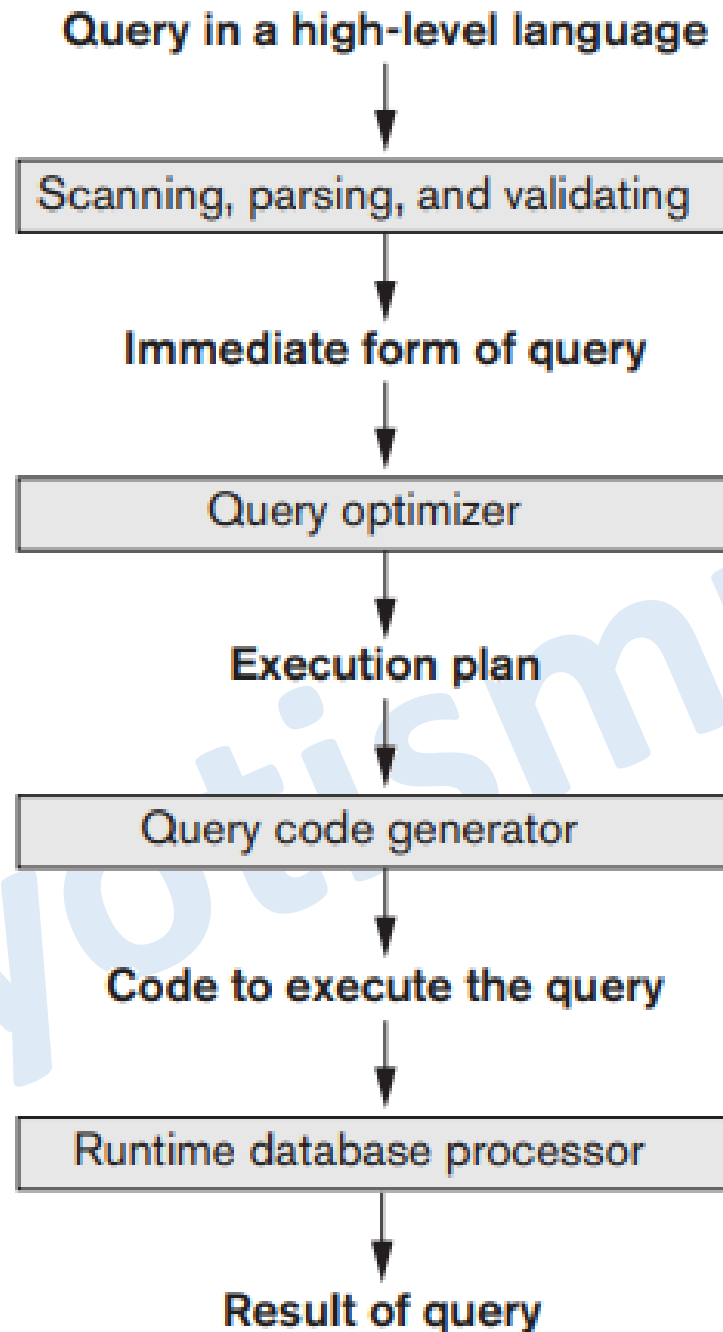 Query in a high-level language
Scanning, parsing, and validating
Immediate form of query
Query optimizer
Execution plan
Query code generator
Code to execute the query
Runtime database processor
Result of query
yotism